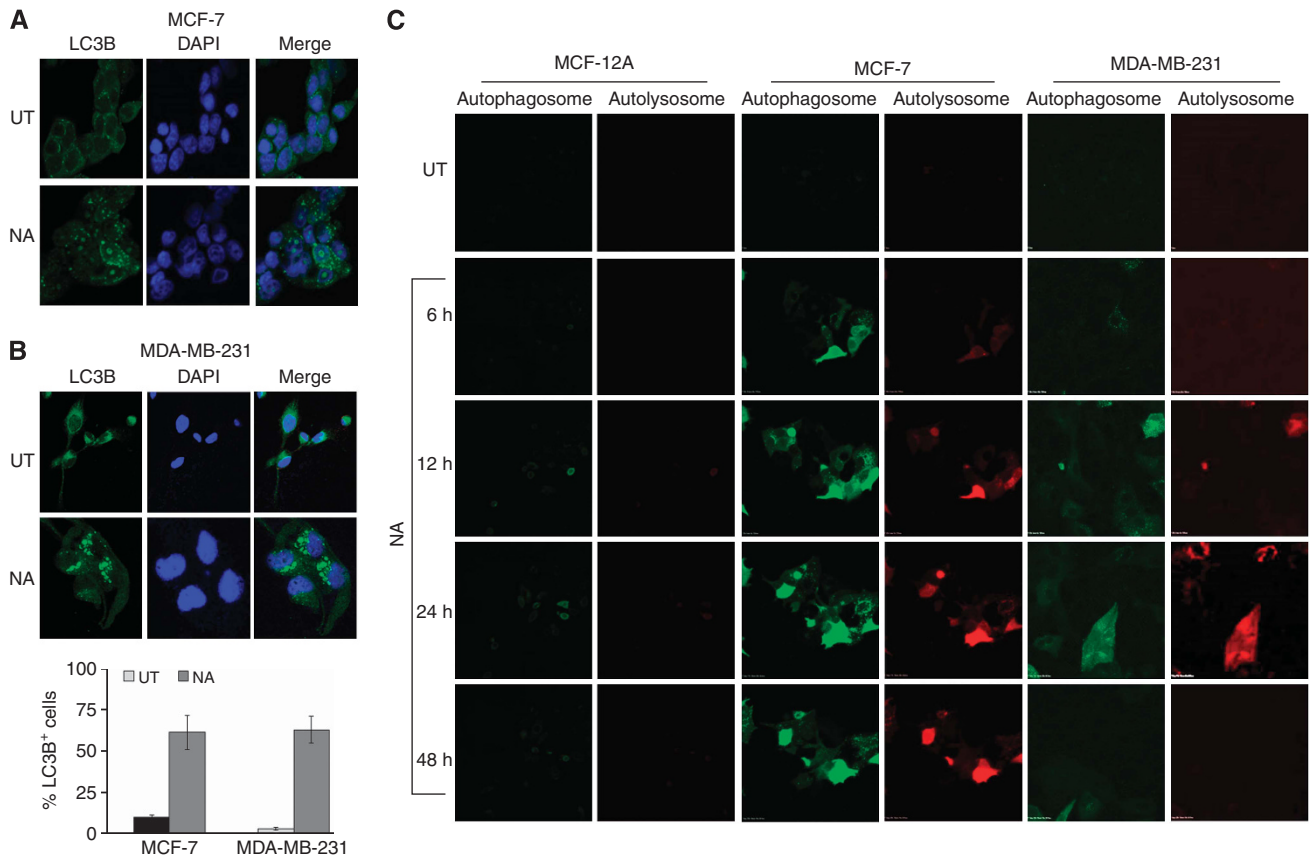 A
MCF-7
LC3B DAPI Merge
UT
NA
B
MDA-MB-231
LC3B DAPI Merge
UT
NA
100
75
50
25
0
% LC3B+ cells
UT NA
MCF-7 MDA-MB-231
C
MCF-12A MCF-7 MDA-MB-231
Autophagosome Autolysosome Autophagosome Autolysosome Autophagosome Autolysosome
UT
NA
6 h
12 h
24 h
48 h